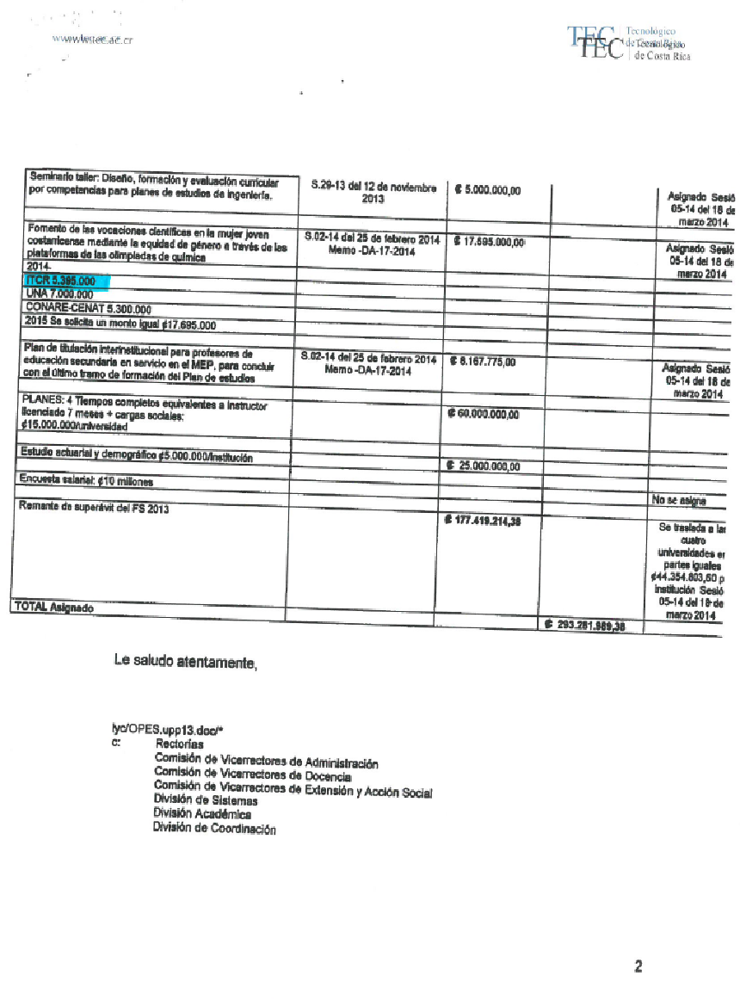 www.tec.ac.cr
TEC | Tecnológico
de Costa Rica
Seminario taller: Diseño, formación y evaluación curricular
por competencias para planes de estudios de ingeniería.
S.29-13 del 12 de noviembre
2013
₡ 5.000.000,00
Asignado Sesió
05-14 del 18 de
marzo 2014
Fomento de las vocaciones científicas en la mujer joven
costarricense mediante la equidad de género a través de las
plataformas de las olimpiadas de química
S.02-14 del 25 de febrero 2014
Memo -DA-17-2014
₡ 17.695.000,00
Asignado Sesió
05-14 del 18 de
marzo 2014
2014-
ITCR 5.395.000
UNA 7.000.000
CONARE-CENAT 5.300.000
2015 Se solicita un monto igual ¢17.695.000
Plan de titulación interinstitucional para profesores de
educación secundaria en servicio en el MEP, para concluir
con el último tramo de formación del Plan de estudios
S.02-14 del 25 de febrero 2014
Memo -DA-17-2014
₡ 8.167.775,00
Asignado Sesió
05-14 del 18 de
marzo 2014
PLANES: 4 Tiempos completos equivalentes a Instructor
licenciado 7 meses + cargas sociales:
¢15.000.000/universidad
₡ 60.000.000,00
Estudio actuarial y demográfico ¢5.000.000/institución
₡ 25.000.000,00
Encuesta salarial: ¢10 millones
No se asigna
Remante de superávit del FS 2013
₡ 177.419.214,38
Se traslada a las
cuatro
universidades en
partes iguales
¢44.354.803,60 p
Institución Sesió
05-14 del 18 de
marzo 2014
TOTAL Asignado
₡ 293.281.989,38
Le saludo atentamente,
lyc/OPES.upp13.doc/*
c: Rectorías
Comisión de Vicerrectores de Administración
Comisión de Vicerrectores de Docencia
Comisión de Vicerrectores de Extensión y Acción Social
División de Sistemas
División Académica
División de Coordinación
2